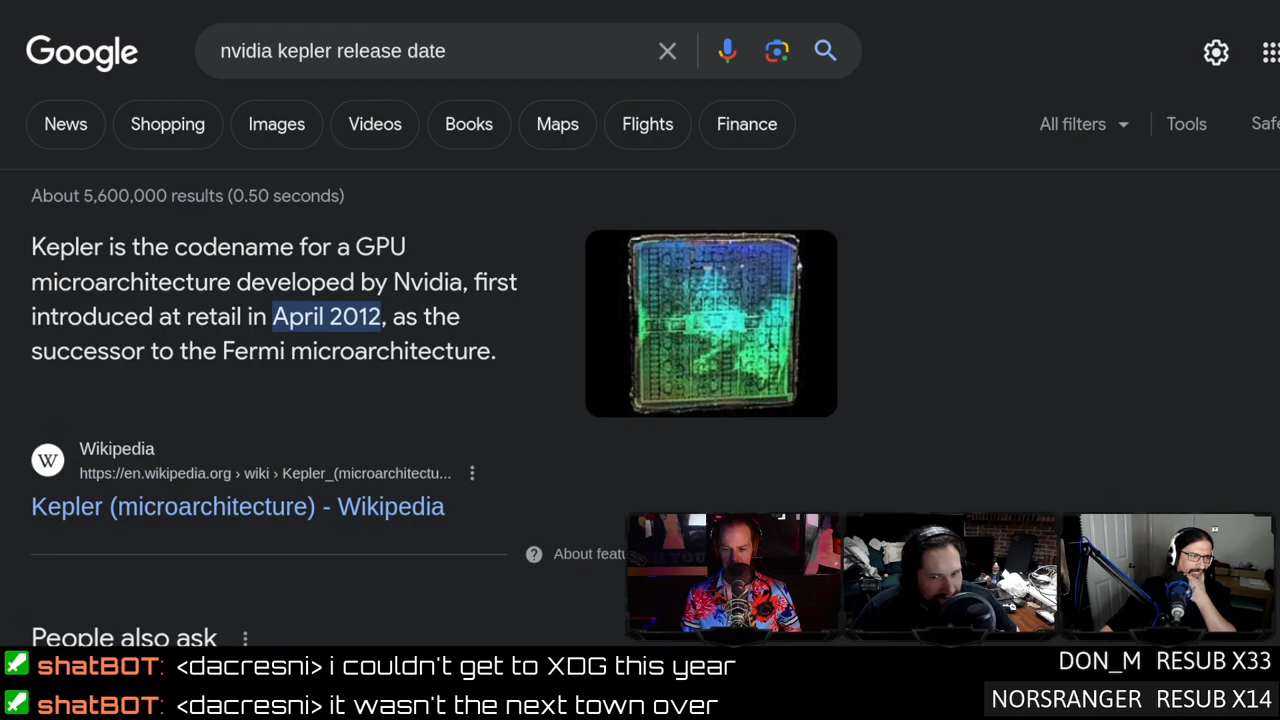 Google
nvidia kepler release date
News
Shopping
Images
Videos
Books
Maps
Flights
Finance
All filters
Tools
Safe
About 5,600,000 results (0.50 seconds)
Kepler is the codename for a GPU
microarchitecture developed by Nvidia, first
introduced at retail in April 2012, as the
successor to the Fermi microarchitecture.
W
Wikipedia
https://en.wikipedia.org › wiki › Kepler_(microarchitectu...
Kepler (microarchitecture) - Wikipedia
About featu
People also ask
shatBOT: <dacresni> i couldn't get to XDG this year
shatBOT: <dacresni> it wasn't the next town over
DON_M RESUB X33
NORSRANGER RESUB X14